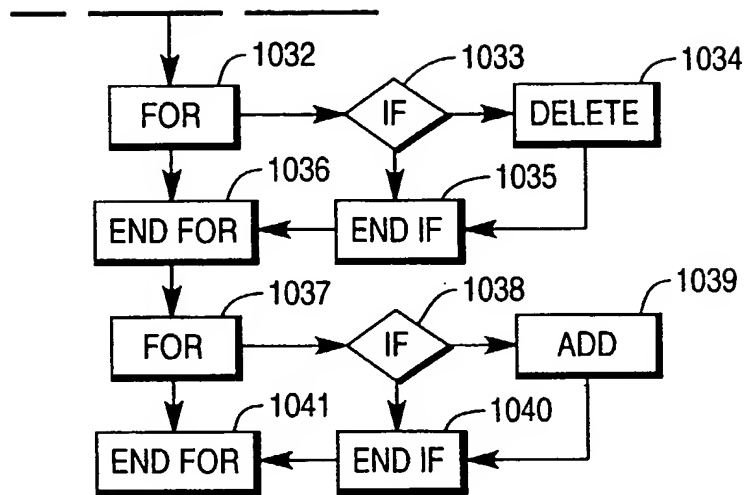 1032
1033
1034
FOR
IF
DELETE
1036
1035
END FOR
END IF
1037
1038
1039
FOR
IF
ADD
1041
1040
END FOR
END IF